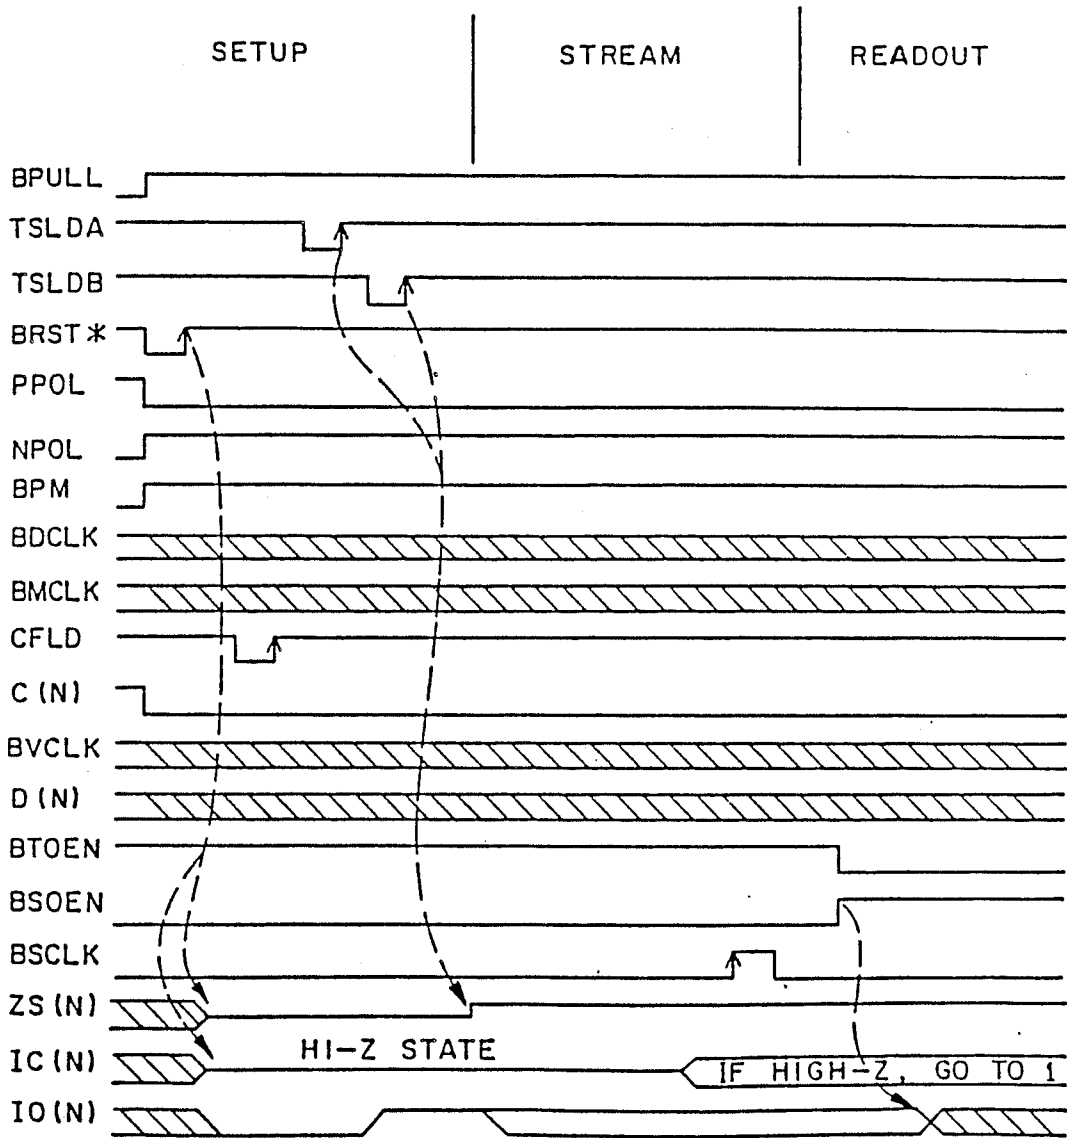 SETUP STREAM READOUT
BPULL
TSLDA
TSLDB
BRST*
PPOL
NPOL
BPM
BDCLK
BMCLK
CFLD
C(N)
BVCLK
D(N)
BTOEN
BSOEN
BSCLK
ZS(N)
HI-Z STATE
IC(N) IF HIGH-Z, GO TO 1
IO(N)